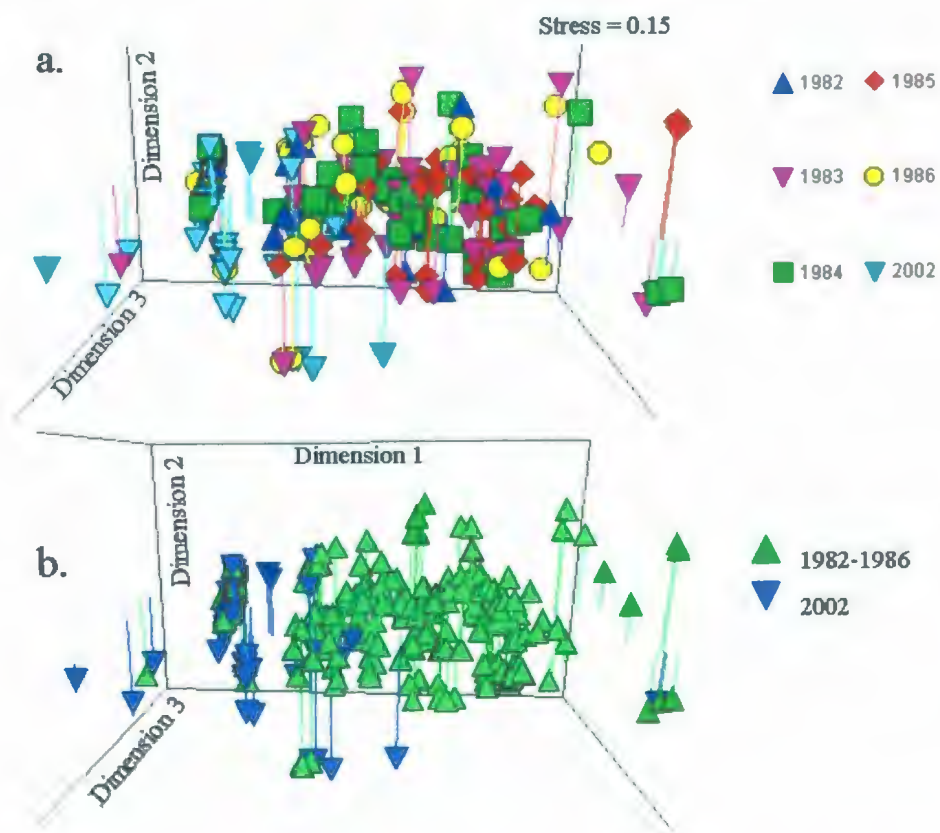 Stress = 0.15
a.
Dimension 2
Dimension 3
1982
1985
1983
1986
1984
2002
Dimension 1
b.
Dimension 2
Dimension 3
1982-1986
2002